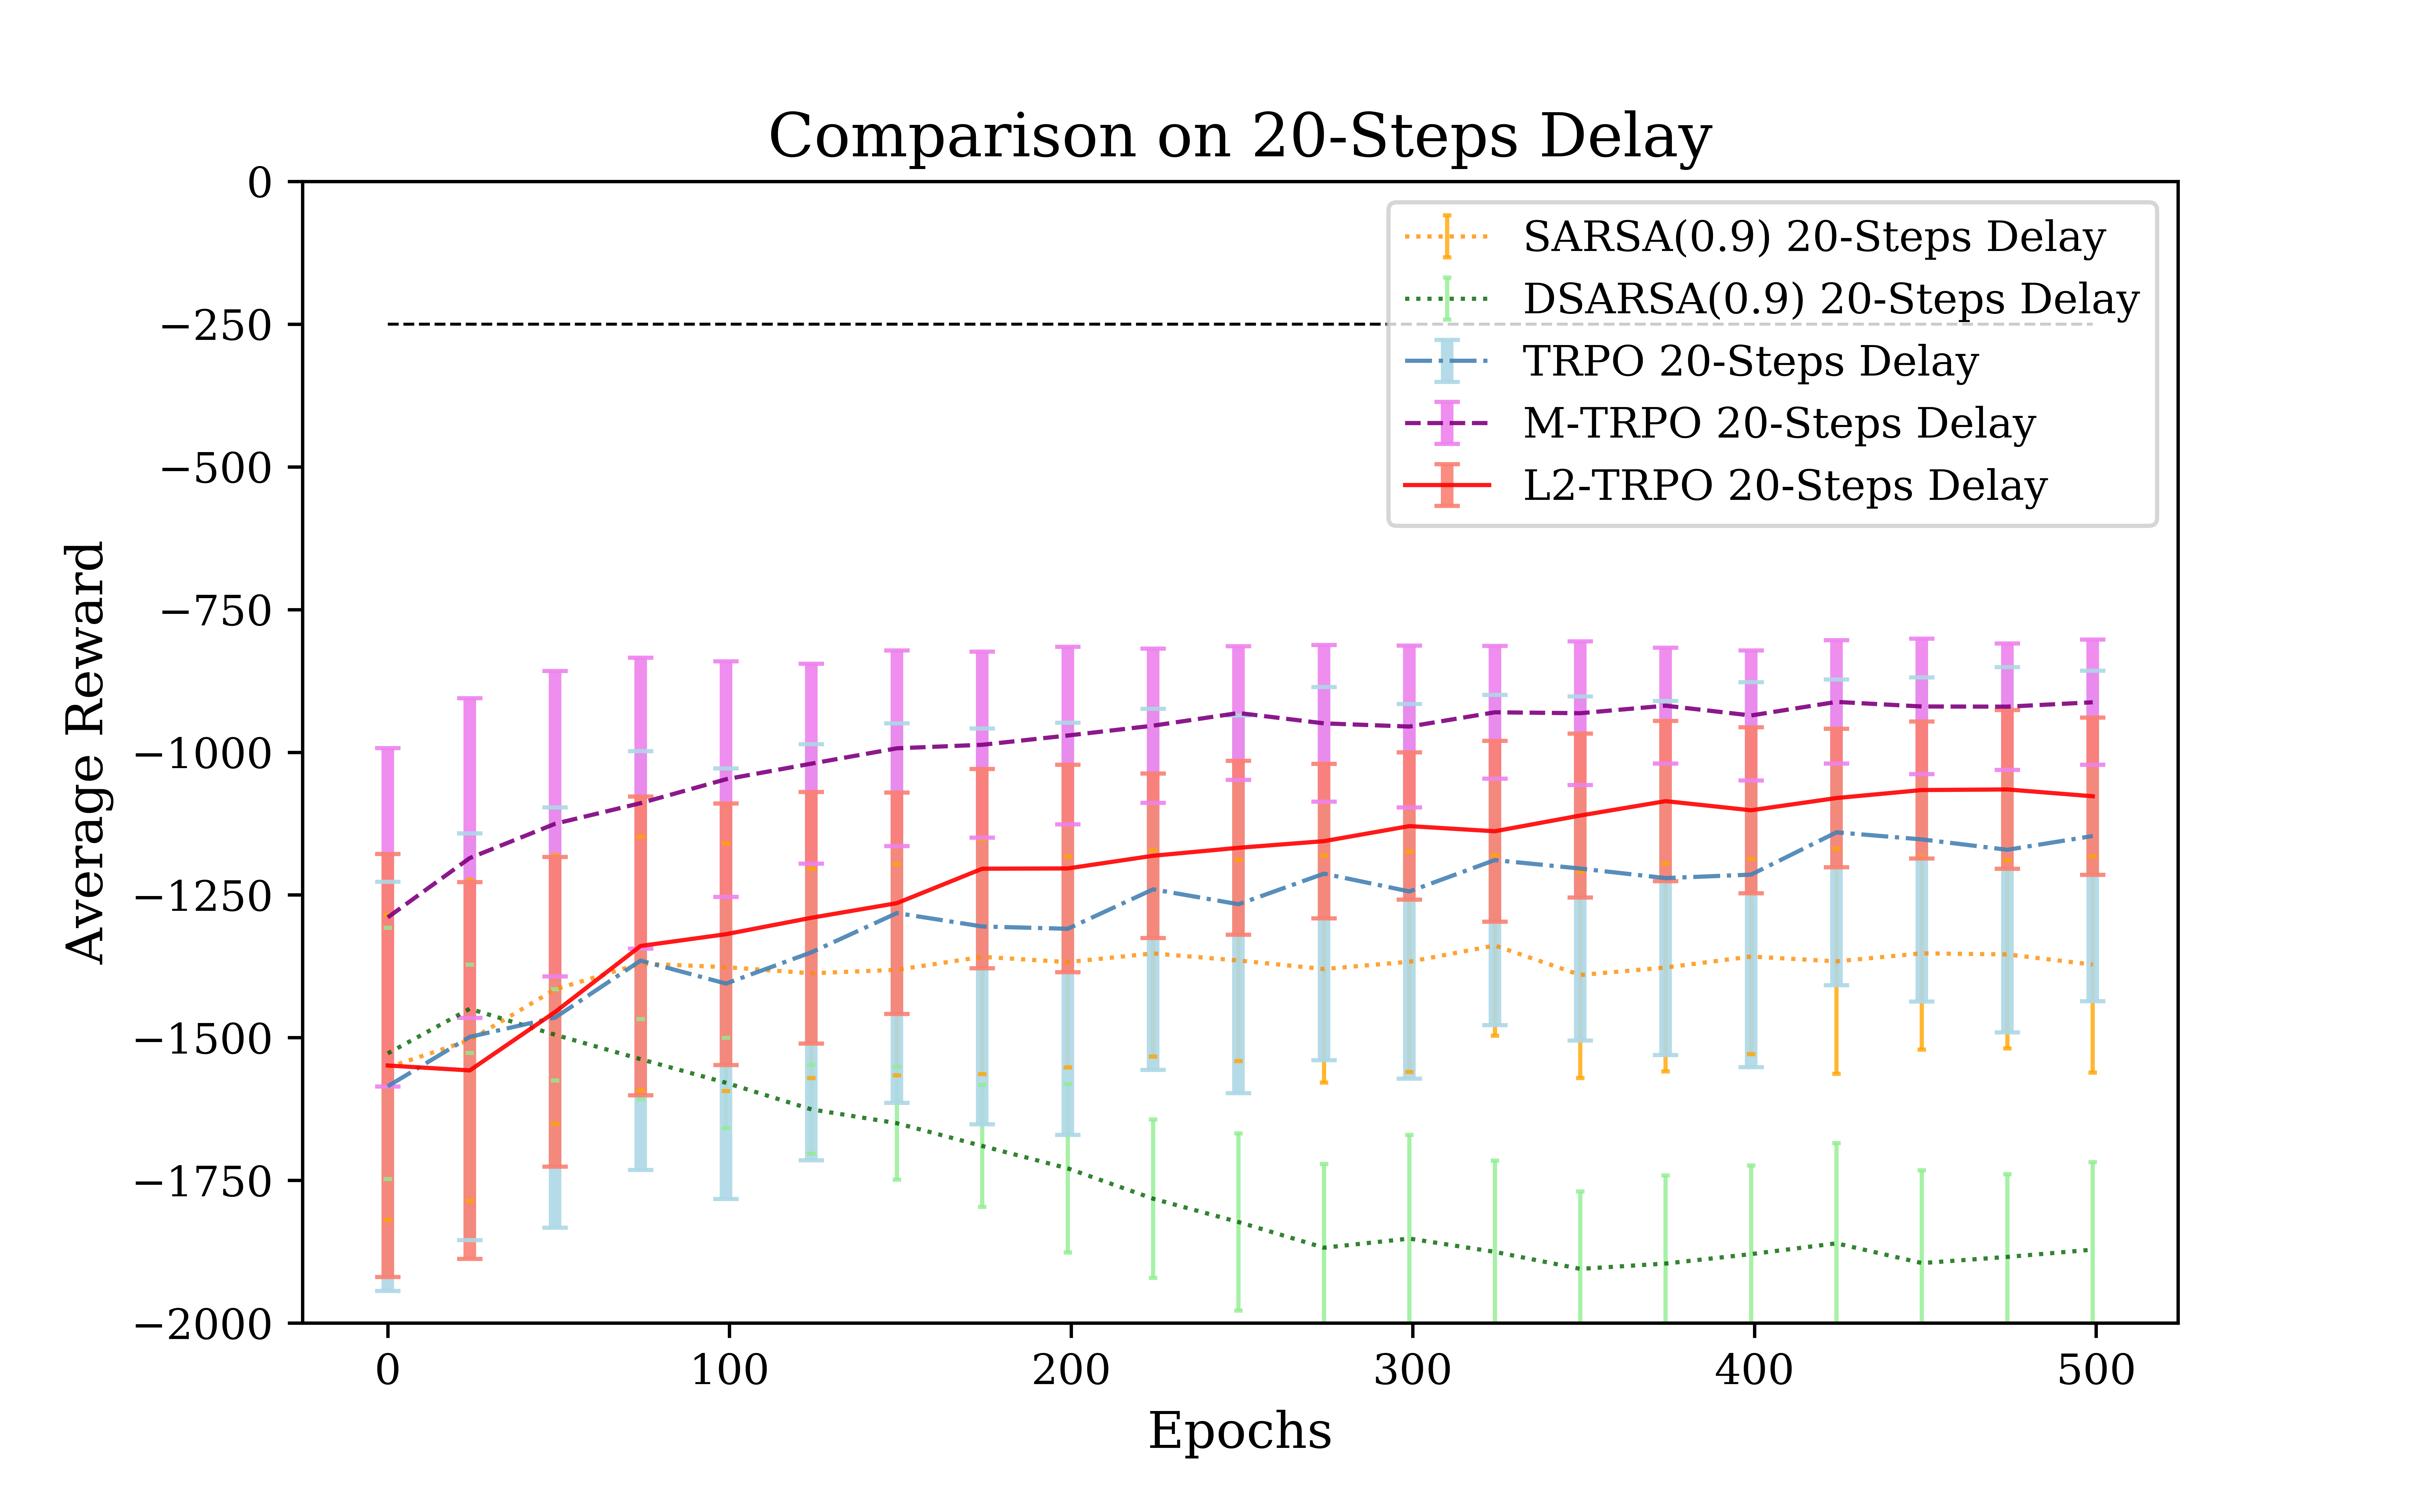 Comparison on 20-Steps Delay
0
−250
−500
−750
−1000
−1250
−1500
−1750
−2000
Average Reward
SARSA(0.9) 20-Steps Delay
DSARSA(0.9) 20-Steps Delay
TRPO 20-Steps Delay
M-TRPO 20-Steps Delay
L2-TRPO 20-Steps Delay
0 100 200 300 400 500
Epochs